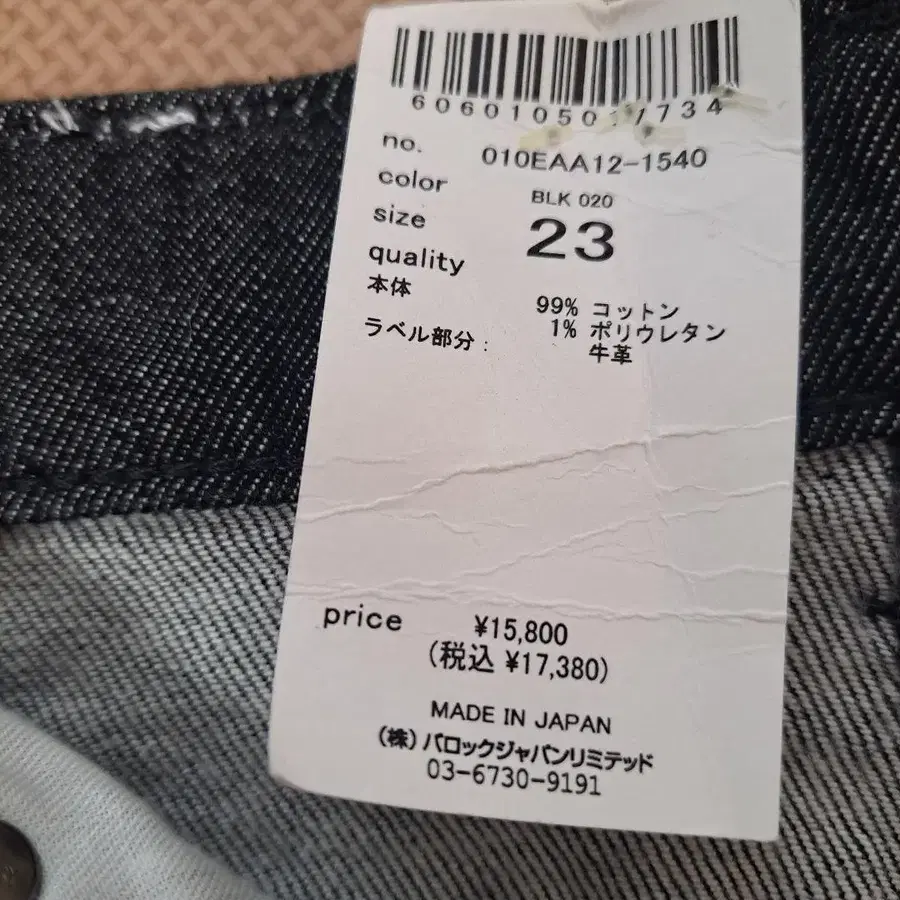 6060105017734
no. 010EAA12-1540
color BLK 020
size 23
quality
本体 99% コットン
1% ポリウレタン
ラベル部分: 牛革
price ¥15,800
(税込 ¥17,380)
MADE IN JAPAN
(株)バロックジャパンリミテッド
03-6730-9191